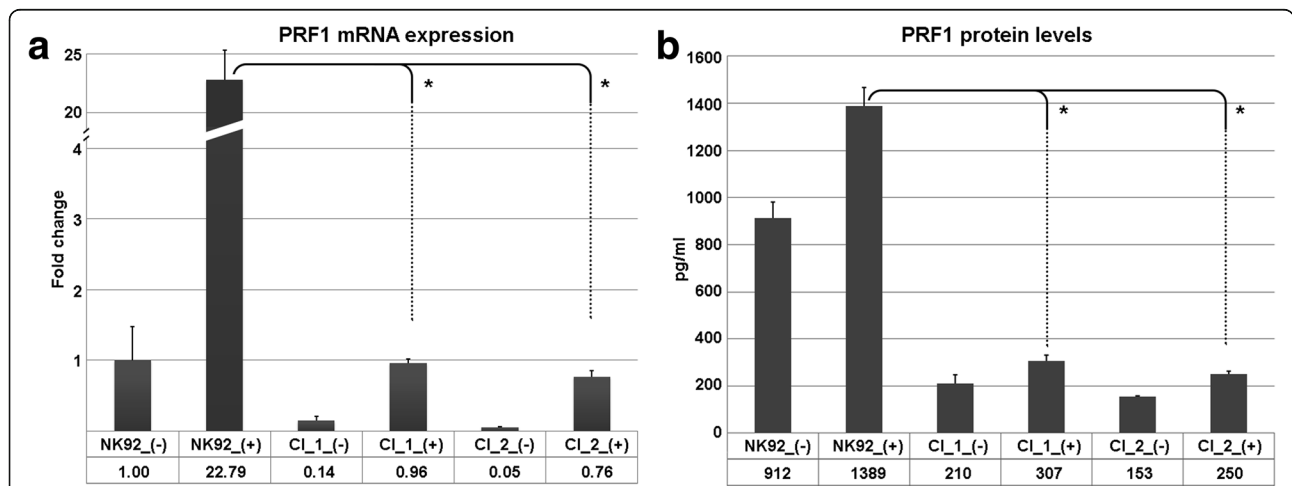 a
PRF1 mRNA expression
25
20
4
3
2
1
Fold change
*
*
NK92_(-) NK92_(+) CI_1_(-) CI_1_(+) CI_2_(-) CI_2_(+)
1.00 22.79 0.14 0.96 0.05 0.76
b
PRF1 protein levels
1600
1400
1200
1000
800
600
400
200
0
pg/ml
*
*
NK92_(-) NK92_(+) CI_1_(-) CI_1_(+) CI_2_(-) CI_2_(+)
912 1389 210 307 153 250